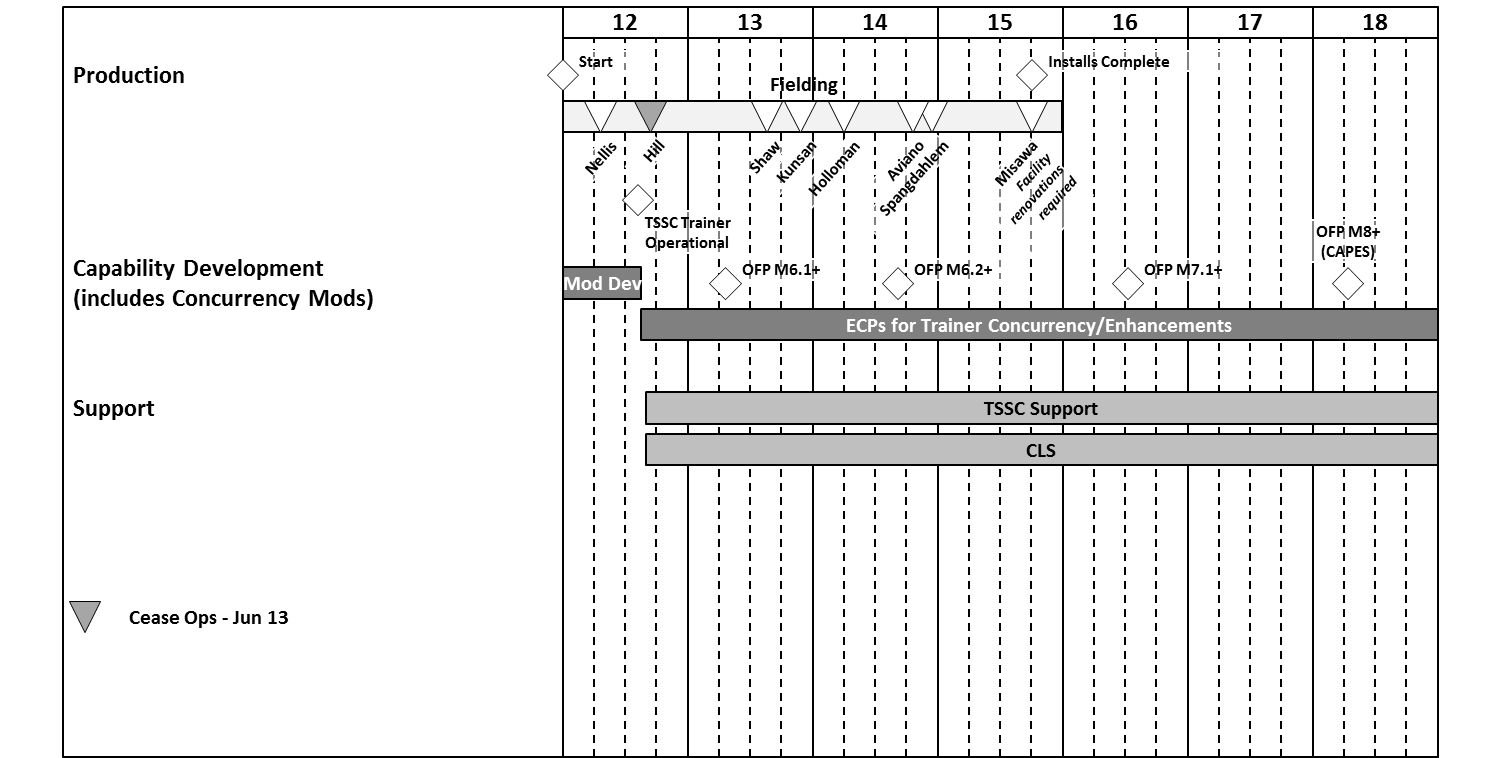 12 13 14 15 16 17 18
Production
Start
Installs Complete
Fielding
Nellis
Hill
Shaw
Kunsan
Holloman
Aviano
Spangdahlem
Misawa
Facility
renovations
required
TSSC Trainer
Operational
Capability Development
(includes Concurrency Mods)
Mod Dev
OFP M6.1+
OFP M6.2+
OFP M7.1+
OFP M8+
(CAPES)
ECPs for Trainer Concurrency/Enhancements
Support
TSSC Support
CLS
Cease Ops - Jun 13